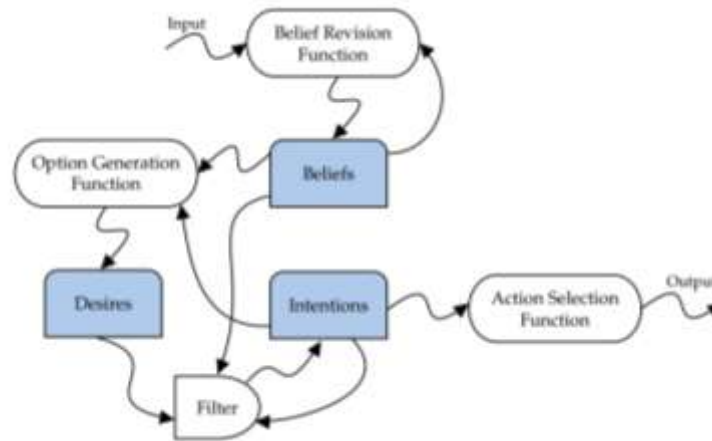 Input
Belief Revision
Function
Option Generation
Function
Beliefs
Desires
Intentions
Action Selection
Function
Output
Filter